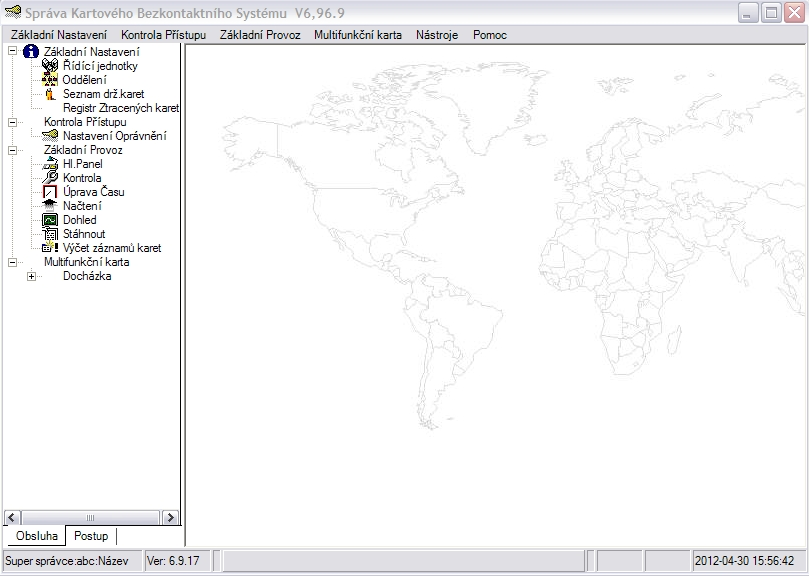 Správa Kartového Bezkontaktního Systému V6,96.9
Základní Nastavení Kontrola Přístupu Základní Provoz Multifunkční karta Nástroje Pomoc
Základní Nastavení
Řídící jednotky
Oddělení
Seznam drž.karet
Registr Ztracených karet
Kontrola Přístupu
Nastavení Oprávnění
Základní Provoz
Hl.Panel
Kontrola
Úprava Času
Načtení
Dohled
Stáhnout
Výčet záznamů karet
Multifunkční karta
Docházka
Obsluha Postup
Super správce:abc:Název Ver: 6.9.17 2012-04-30 15:56:42